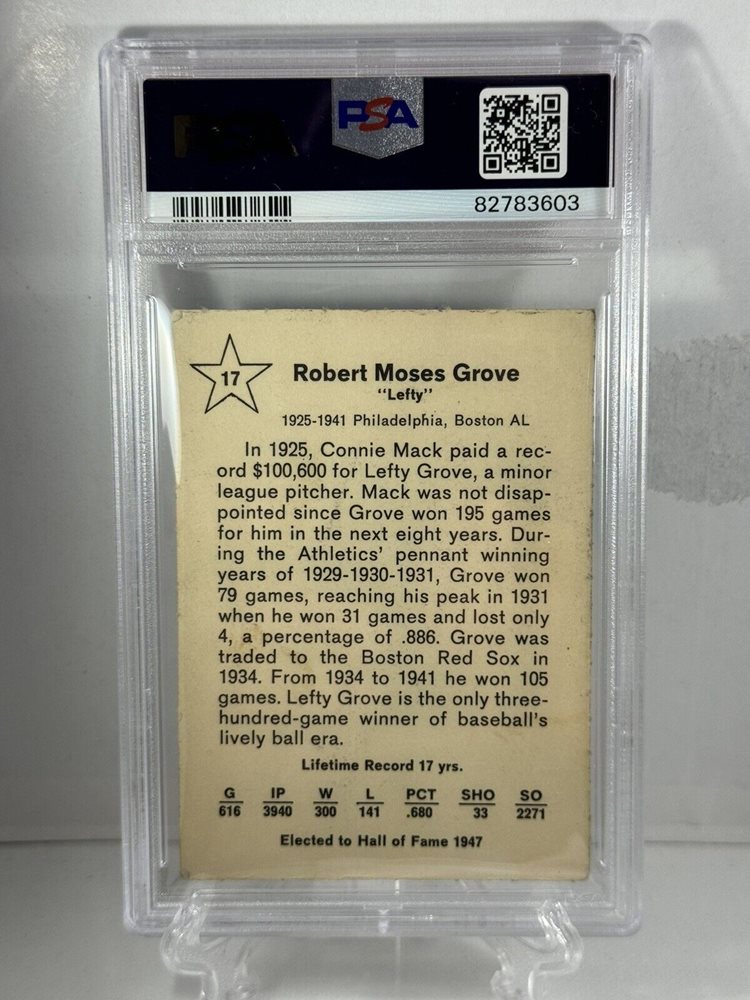 PSA
82783603
17
Robert Moses Grove
"Lefty"
1925-1941 Philadelphia, Boston AL
In 1925, Connie Mack paid a rec-
ord $100,600 for Lefty Grove, a minor
league pitcher. Mack was not disap-
pointed since Grove won 195 games
for him in the next eight years. Dur-
ing the Athletics' pennant winning
years of 1929-1930-1931, Grove won
79 games, reaching his peak in 1931
when he won 31 games and lost only
4, a percentage of .886. Grove was
traded to the Boston Red Sox in
1934. From 1934 to 1941 he won 105
games. Lefty Grove is the only three-
hundred-game winner of baseball's
lively ball era.
Lifetime Record 17 yrs.
G IP W L PCT SHO SO
616 3940 300 141 .680 33 2271
Elected to Hall of Fame 1947